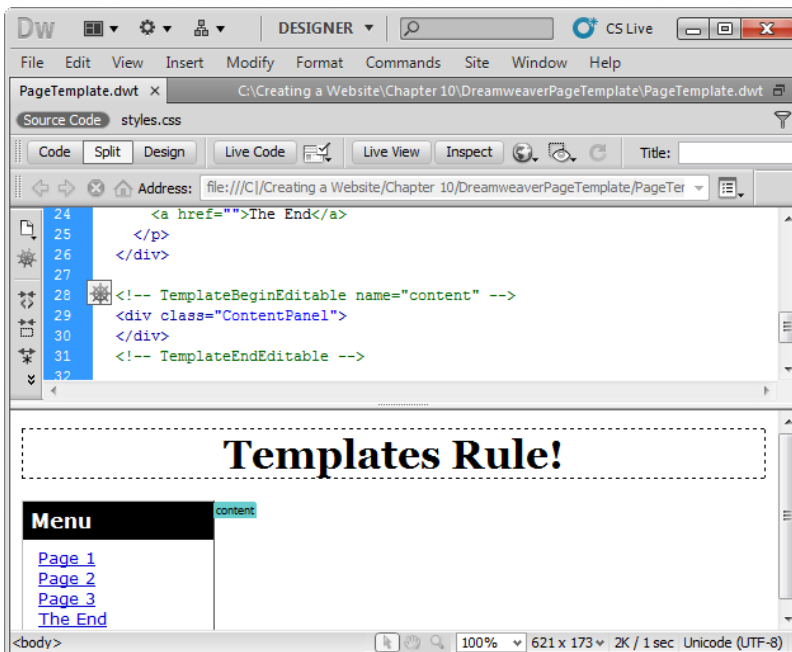 Dw DESIGNER CS Live
File Edit View Insert Modify Format Commands Site Window Help
PageTemplate.dwt × C:\Creating a Website\Chapter 10\DreamweaverPageTemplate\PageTemplate.dwt
Source Code styles.css
Code Split Design Live Code Live View Inspect Title:
Address: file:///C|/Creating a Website/Chapter 10/DreamweaverPageTemplate/PageTer
24 <a href="">The End</a>
25 </p>
26 </div>
27
28 <!-- TemplateBeginEditable name="content" -->
29 <div class="ContentPanel">
30 </div>
31 <!-- TemplateEndEditable -->
32
Templates Rule!
content
Menu
Page 1
Page 2
Page 3
The End
<body> 100% 621 x 173 2K / 1 sec Unicode (UTF-8)